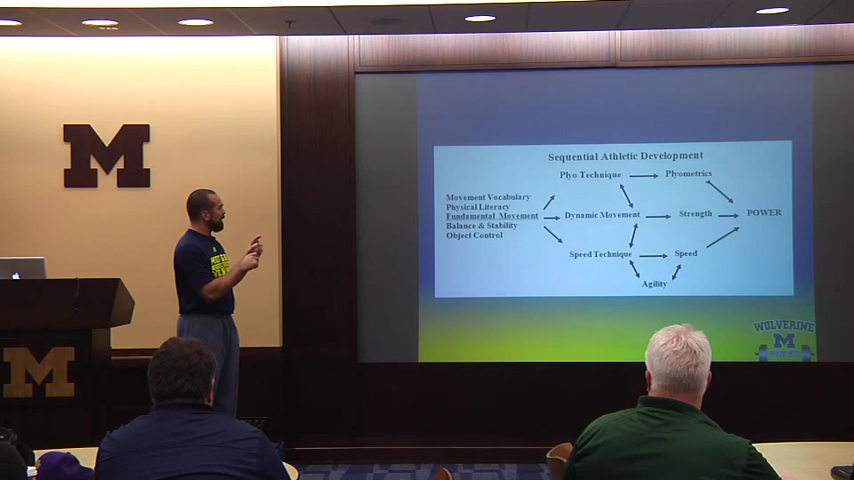 M
M
Sequential Athletic Development
Plyo Technique
Plyometrics
Movement Vocabulary
Physical Literacy
Fundamental Movement
Balance & Stability
Object Control
Dynamic Movement
Strength
POWER
Speed Technique
Speed
Agility
WOLVERINE
M